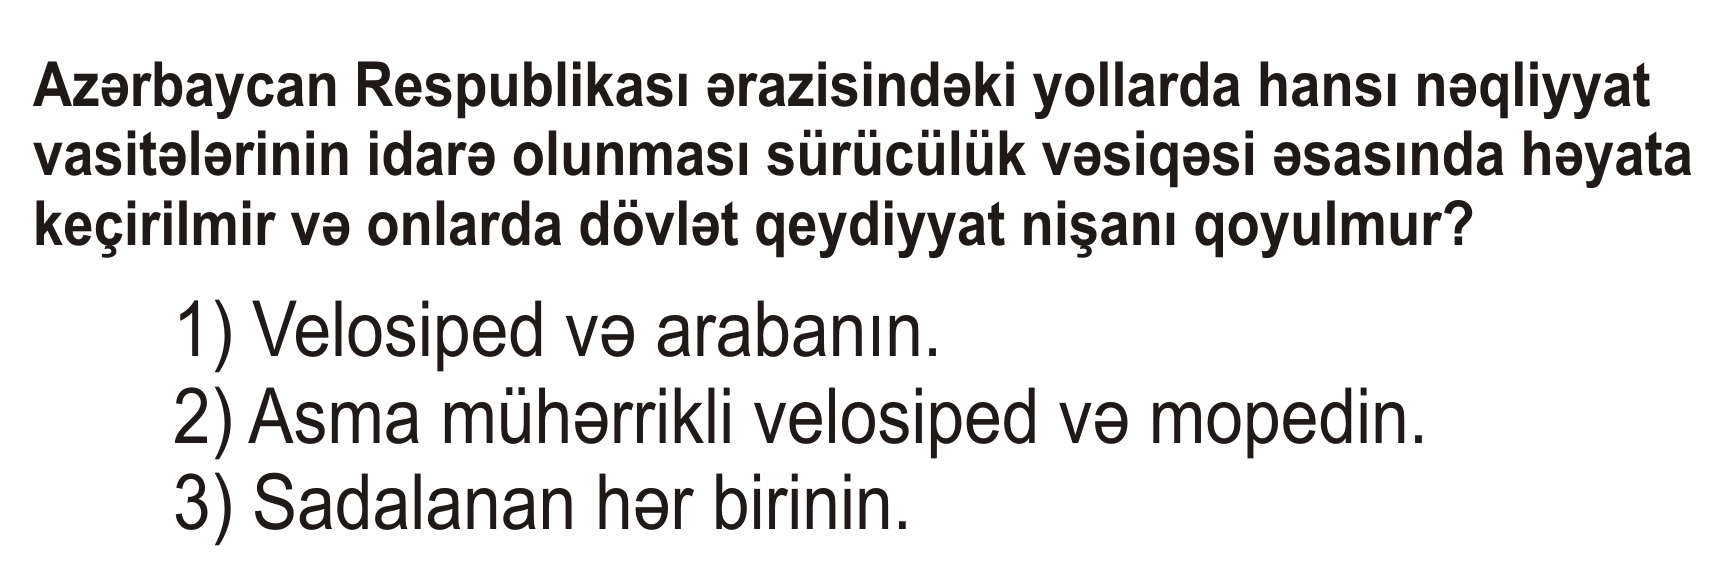 Azərbaycan Respublikası ərazisindəki yollarda hansı nəqliyyat
vasitələrinin idarə olunması sürücülük vəsiqəsi əsasında həyata
keçirilmir və onlarda dövlət qeydiyyat nişanı qoyulmur?
1) Velosiped və arabanın.
2) Asma mühərrikli velosiped və mopedin.
3) Sadalanan hər birinin.